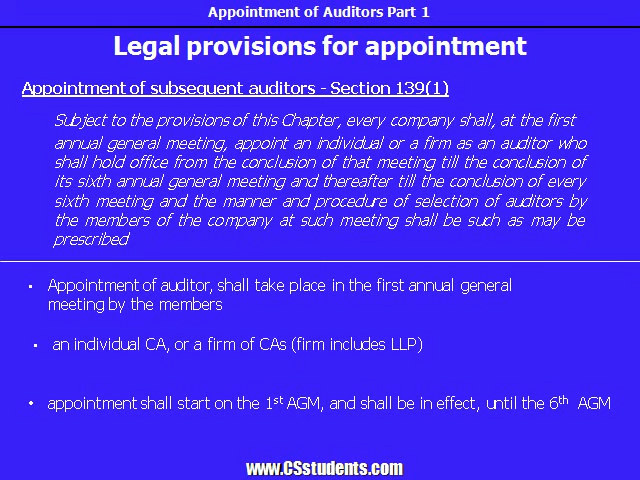 Appointment of Auditors Part 1
Legal provisions for appointment
Appointment of subsequent auditors - Section 139(1)
Subject to the provisions of this Chapter, every company shall, at the first
annual general meeting, appoint an individual or a firm as an auditor who
shall hold office from the conclusion of that meeting till the conclusion of
its sixth annual general meeting and thereafter till the conclusion of every
sixth meeting and the manner and procedure of selection of auditors by
the members of the company at such meeting shall be such as may be
prescribed
• Appointment of auditor, shall take place in the first annual general
meeting by the members
• an individual CA, or a firm of CAs (firm includes LLP)
• appointment shall start on the 1st AGM, and shall be in effect, until the 6th AGM
www.CSstudents.com